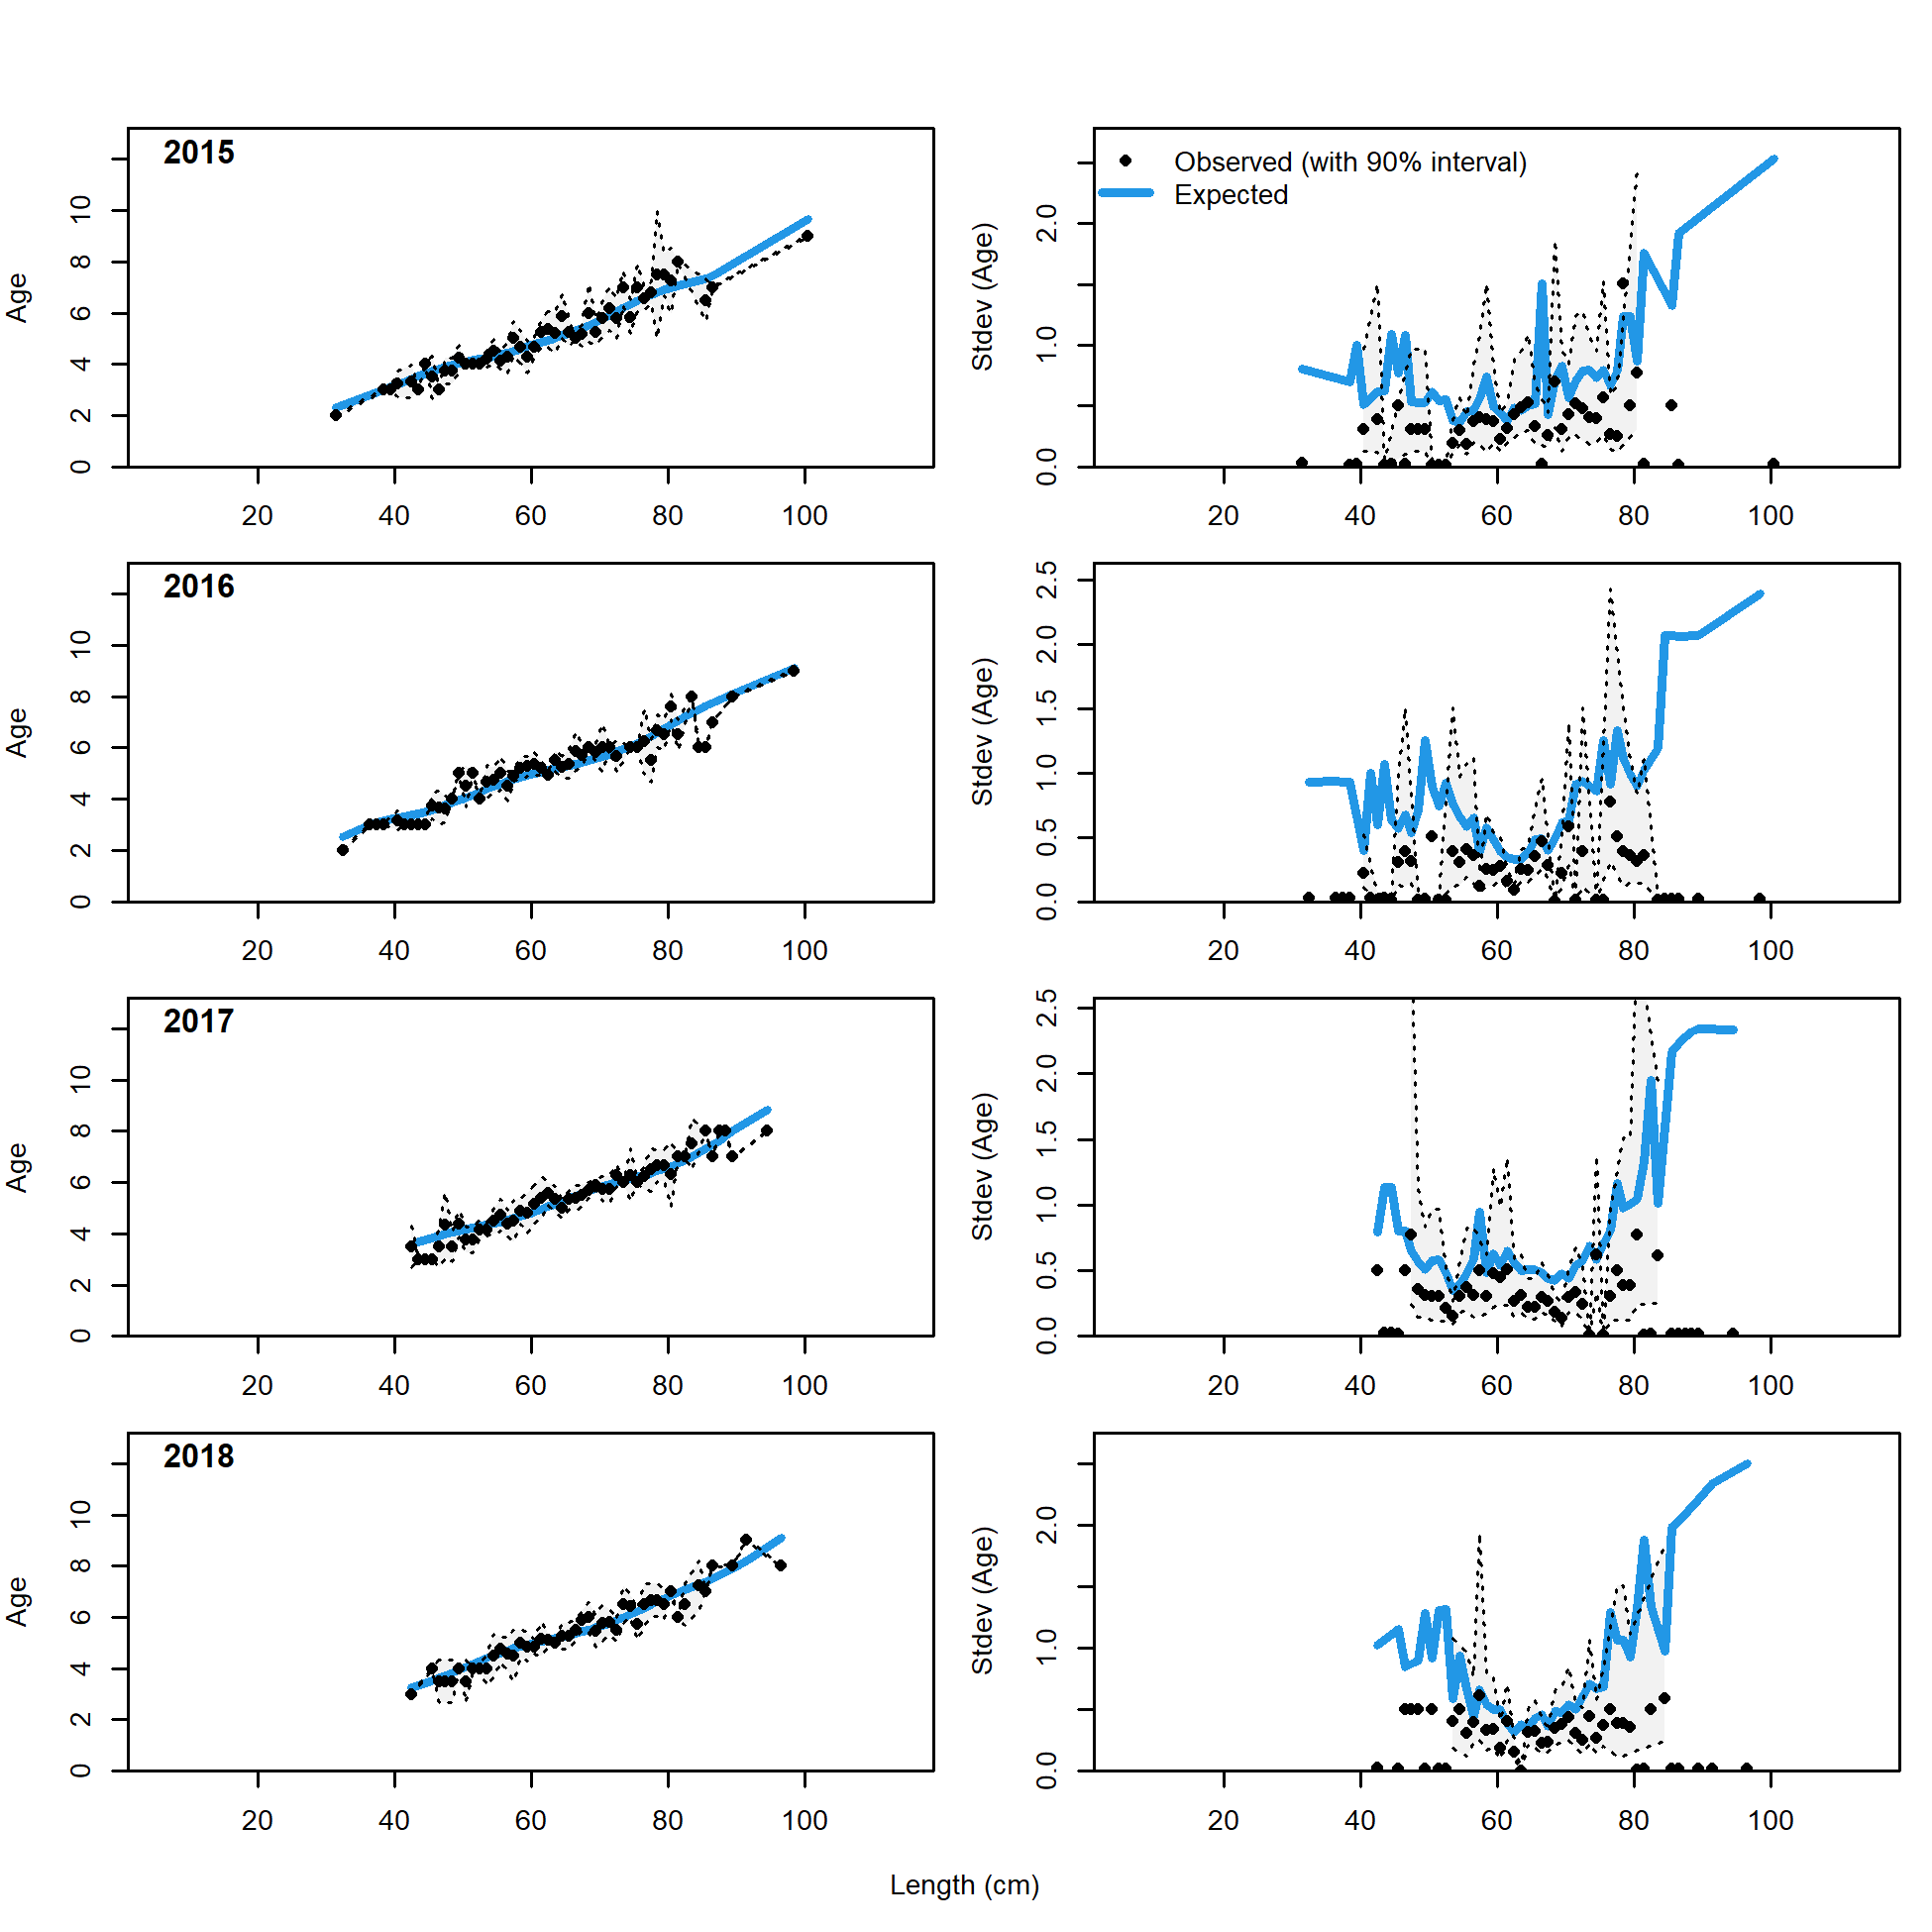 2015
Age
0 2 4 6 8 10
20 40 60 80 100
Observed (with 90% interval)
Expected
Stdev (Age)
0.0 1.0 2.0
20 40 60 80 100
2016
Age
0 2 4 6 8 10
20 40 60 80 100
Stdev (Age)
0.0 0.5 1.0 1.5 2.0 2.5
20 40 60 80 100
2017
Age
0 2 4 6 8 10
20 40 60 80 100
Stdev (Age)
0.0 0.5 1.0 1.5 2.0 2.5
20 40 60 80 100
2018
Age
0 2 4 6 8 10
20 40 60 80 100
Stdev (Age)
0.0 1.0 2.0
20 40 60 80 100
Length (cm)